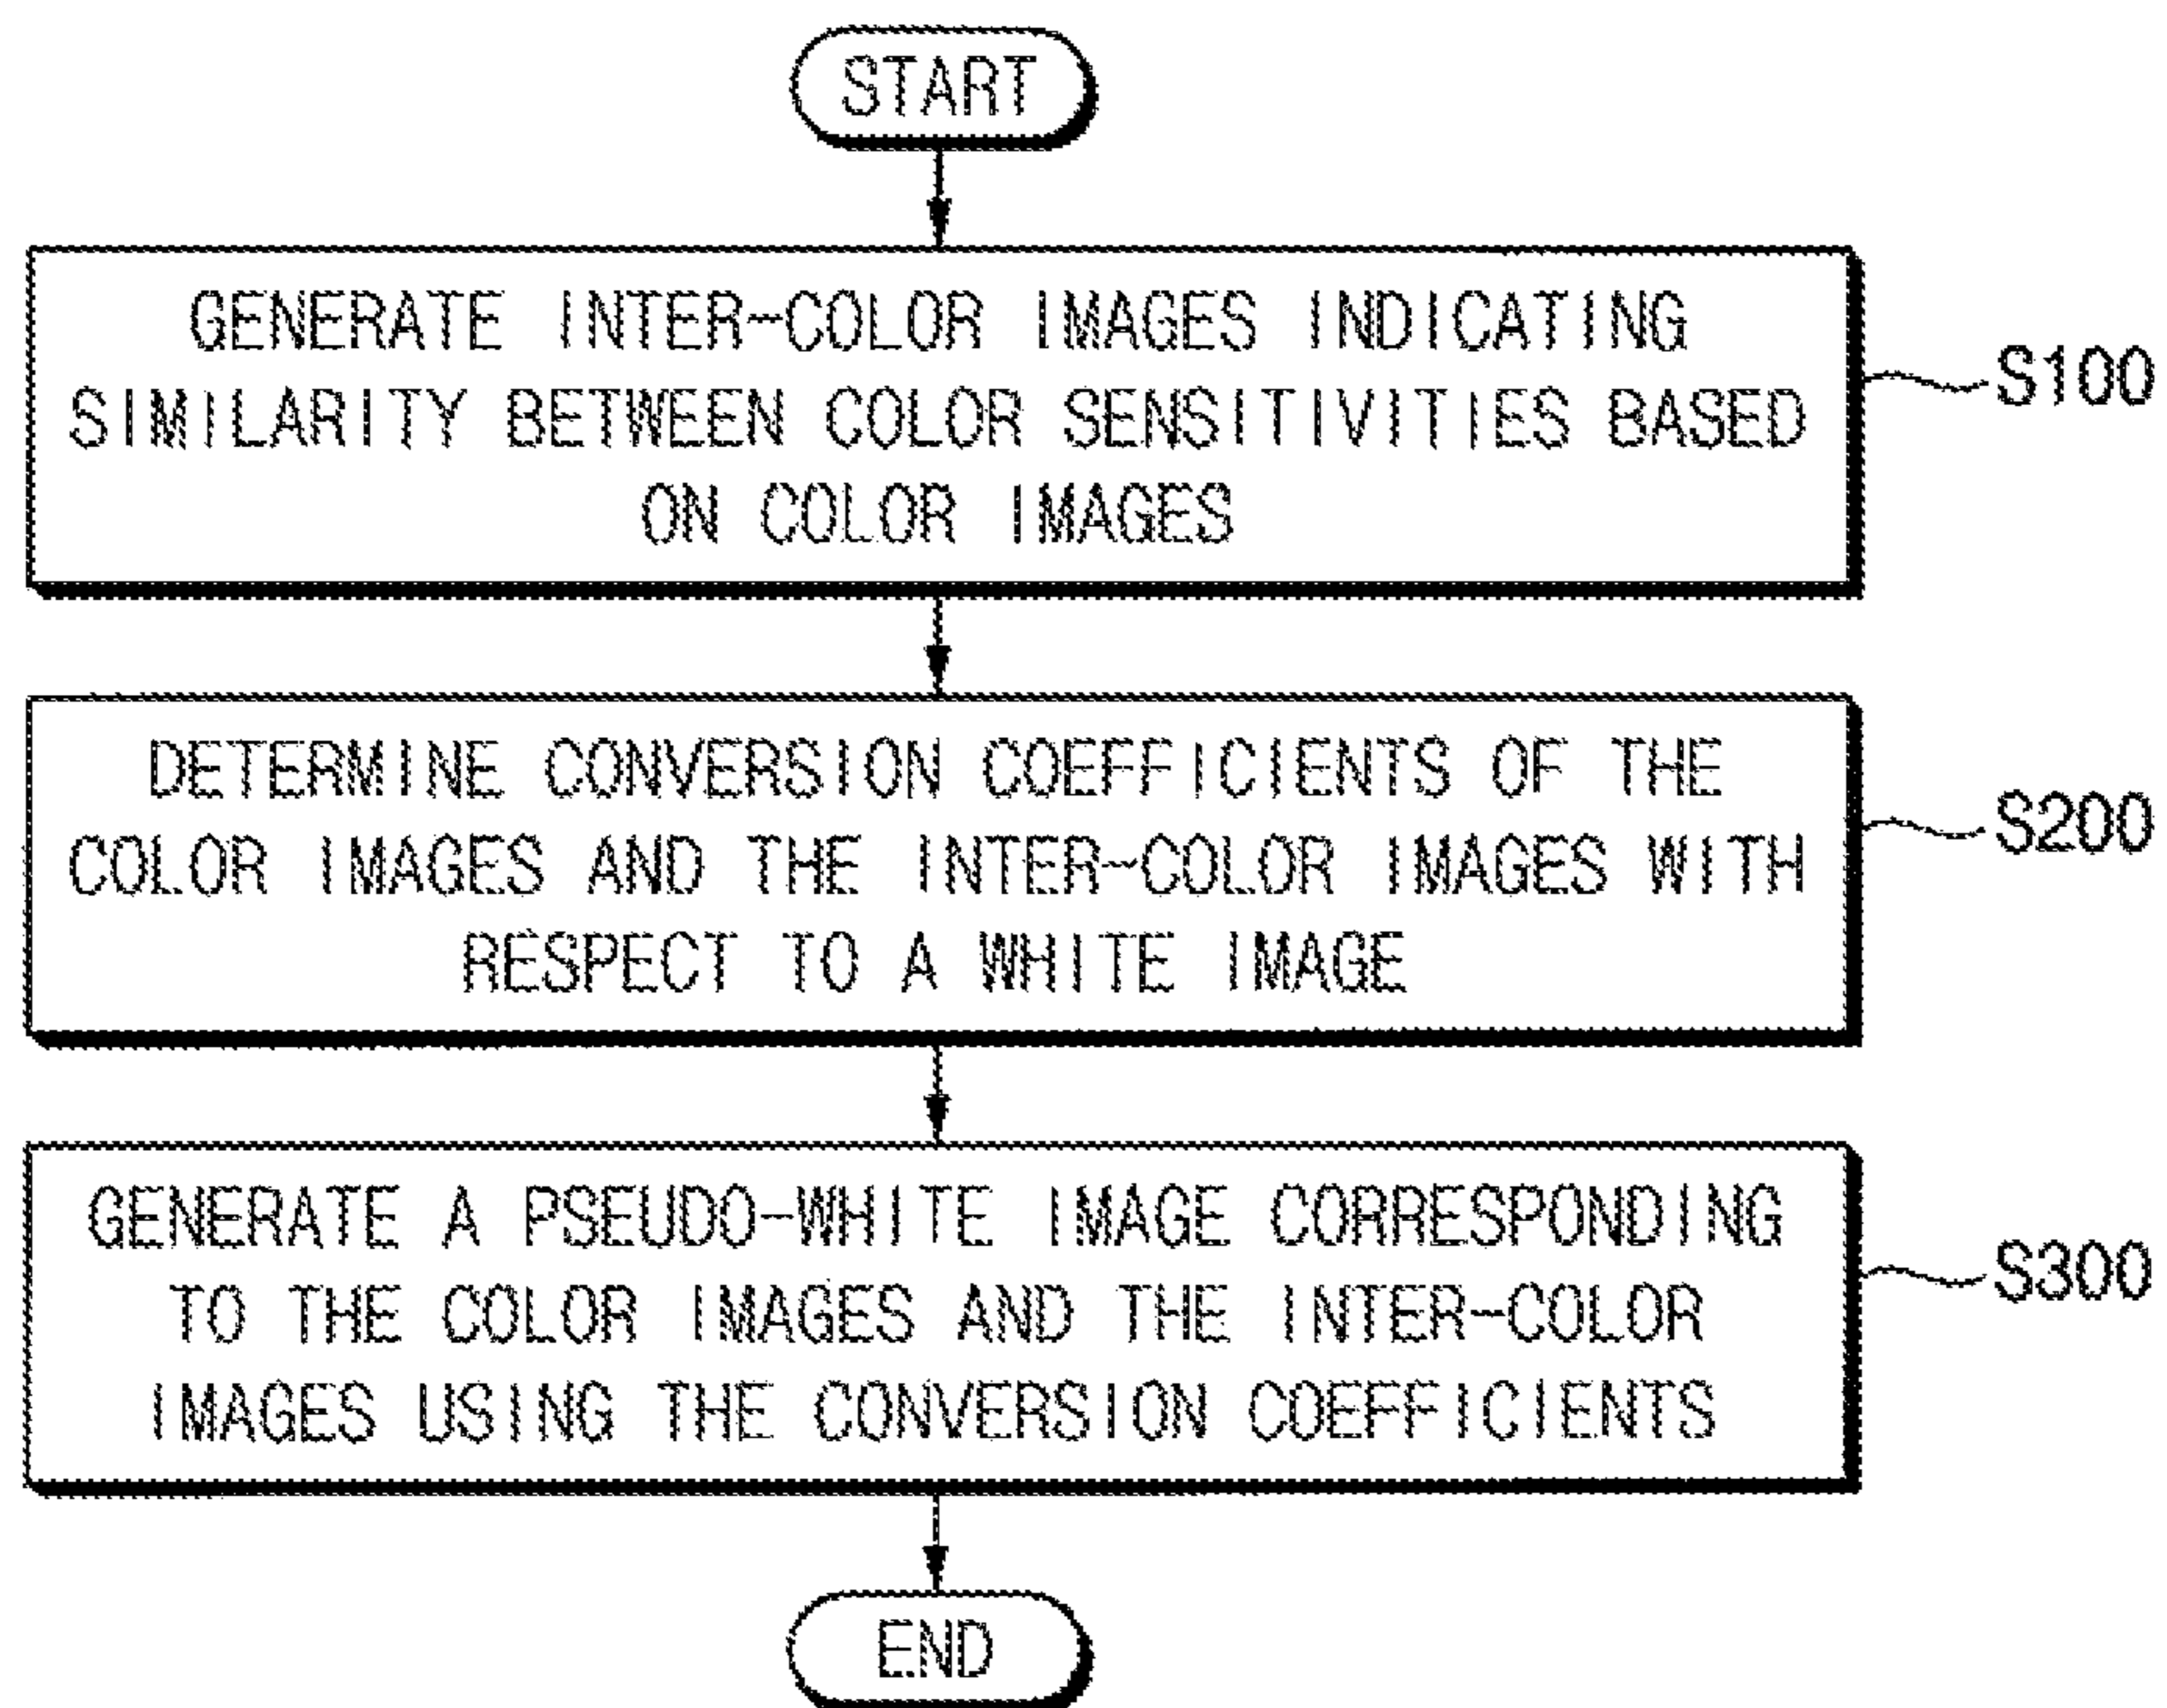 START
GENERATE INTER-COLOR IMAGES INDICATING
SIMILARITY BETWEEN COLOR SENSITIVITIES BASED
ON COLOR IMAGES
S100
DETERMINE CONVERSION COEFFICIENTS OF THE
COLOR IMAGES AND THE INTER-COLOR IMAGES WITH
RESPECT TO A WHITE IMAGE
S200
GENERATE A PSEUDO-WHITE IMAGE CORRESPONDING
TO THE COLOR IMAGES AND THE INTER-COLOR
IMAGES USING THE CONVERSION COEFFICIENTS
S300
END